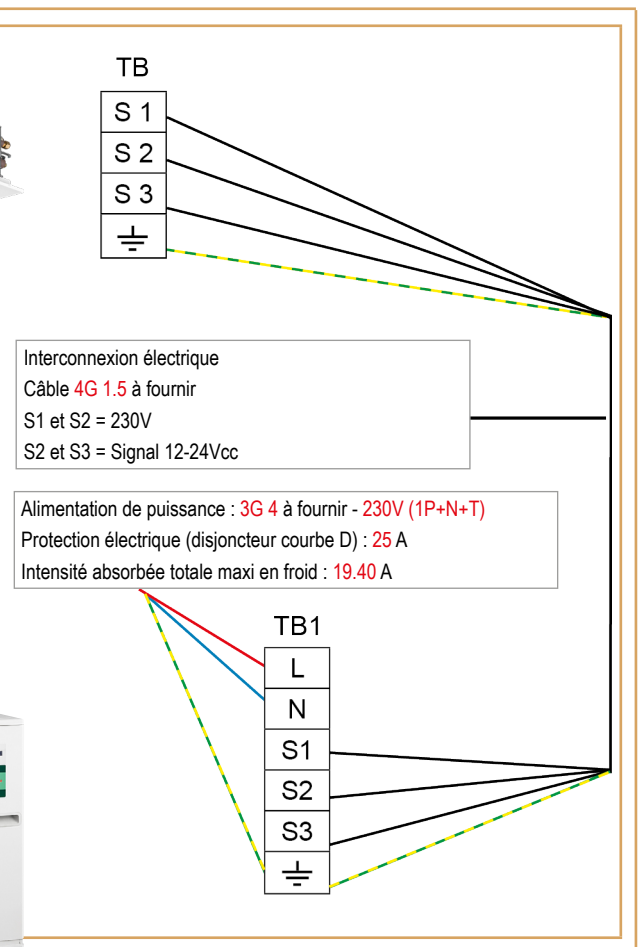 TB
S 1
S 2
S 3
Interconnexion électrique
Câble 4G 1.5 à fournir
S1 et S2 = 230V
S2 et S3 = Signal 12-24Vcc
Alimentation de puissance : 3G 4 à fournir - 230V (1P+N+T)
Protection électrique (disjoncteur courbe D) : 25 A
Intensité absorbée totale maxi en froid : 19.40 A
TB1
L
N
S1
S2
S3